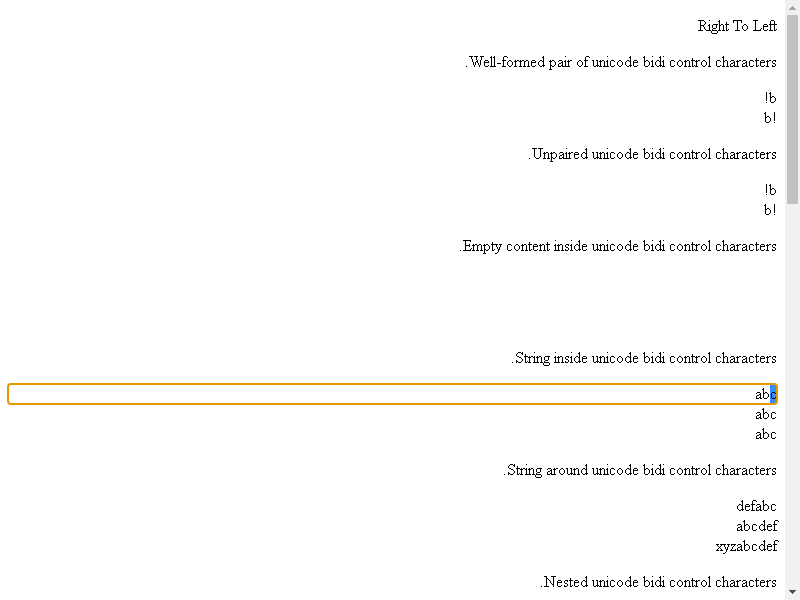 Right To Left
.Well-formed pair of unicode bidi control characters
!b
b!
.Unpaired unicode bidi control characters
!b
b!
.Empty content inside unicode bidi control characters
.String inside unicode bidi control characters
abc
abc
abc
.String around unicode bidi control characters
defabc
abcdef
xyzabcdef
.Nested unicode bidi control characters